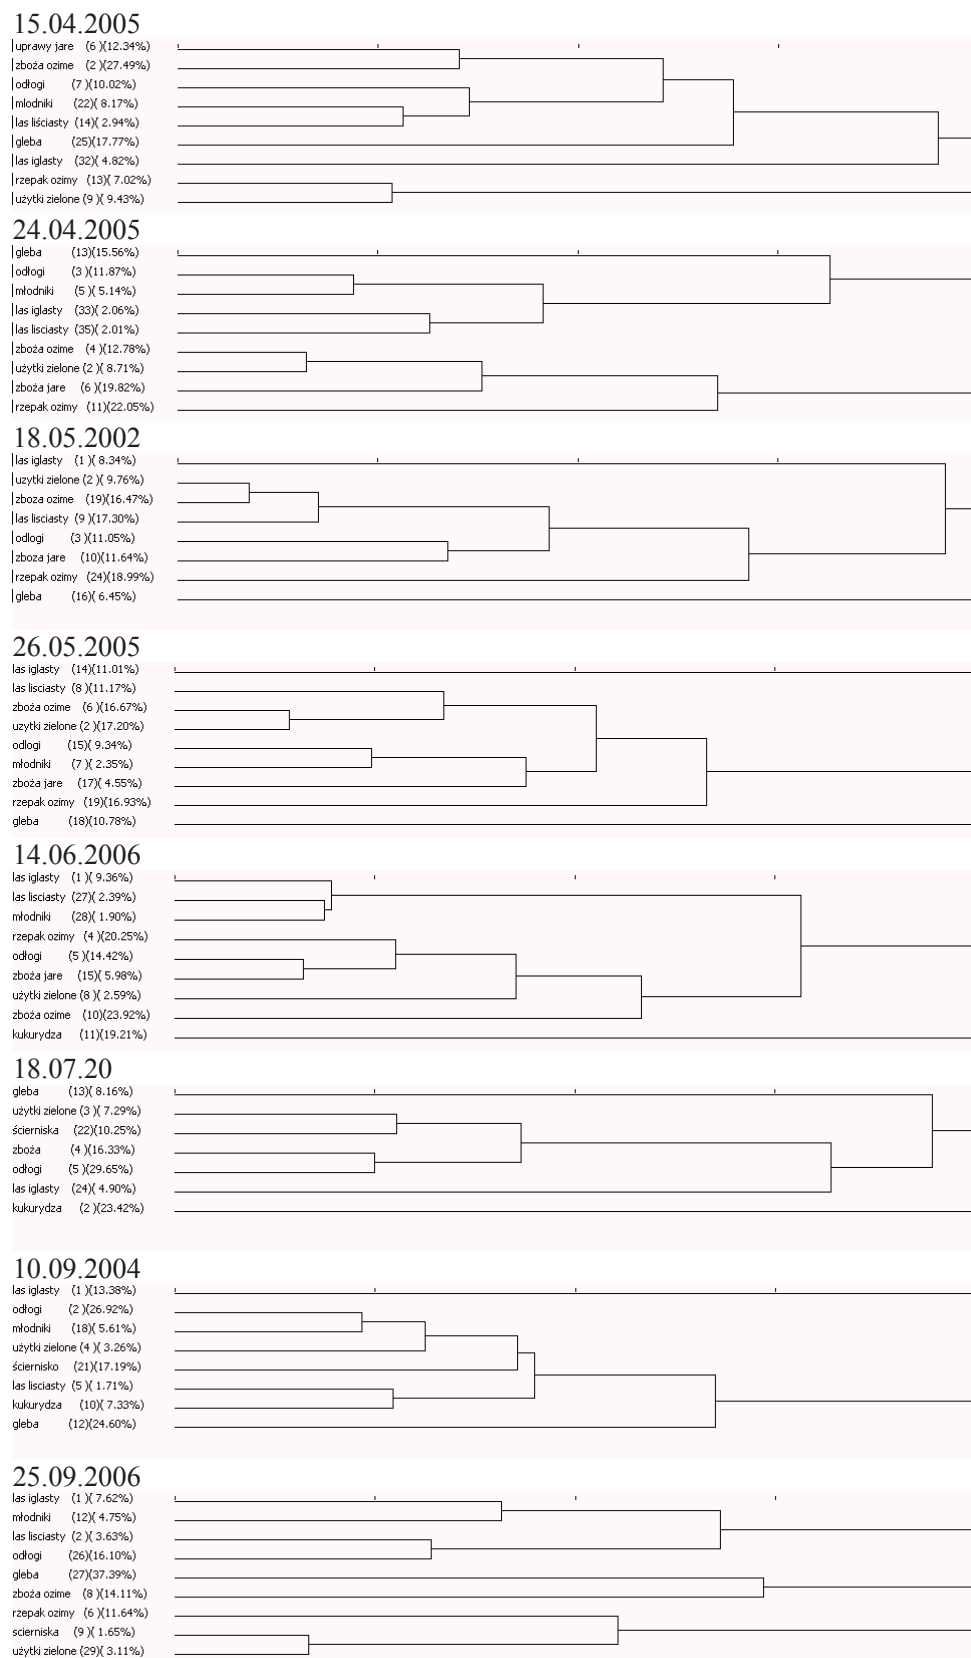 15.04.2005
uprawy jare (6 )(12.34%)
zboża ozime (2 )(27.49%)
odłogi (7 )(10.02%)
mlodniki (22)( 8.17%)
las liściasty (14)( 2.94%)
gleba (25)(17.77%)
las iglasty (32)( 4.82%)
rzepak ozimy (13)( 7.02%)
użytki zielone (9 )( 9.43%)
24.04.2005
gleba (13)(15.56%)
odłogi (3 )(11.87%)
młodniki (5 )( 5.14%)
las iglasty (33)( 2.06%)
las lisciasty (35)( 2.01%)
zboża ozime (4 )(12.78%)
użytki zielone (2 )( 8.71%)
zboża jare (6 )(19.82%)
rzepak ozimy (11)(22.05%)
18.05.2002
las iglasty (1 )( 8.34%)
uzytki zielone (2 )( 9.76%)
zboza ozime (19)(16.47%)
las lisciasty (9 )(17.30%)
odlogi (3 )(11.05%)
zboza jare (10)(11.64%)
rzepak ozimy (24)(18.99%)
gleba (16)( 6.45%)
26.05.2005
las iglasty (14)(11.01%)
las lisciasty (8 )(11.17%)
zboża ozime (6 )(16.67%)
uzytki zielone (2 )(17.20%)
odlogi (15)( 9.34%)
młodniki (7 )( 2.35%)
zboża jare (17)( 4.55%)
rzepak ozimy (19)(16.93%)
gleba (18)(10.78%)
14.06.2006
las iglasty (1 )( 9.36%)
las lisciasty (27)( 2.39%)
młodniki (28)( 1.90%)
rzepak ozimy (4 )(20.25%)
odłogi (5 )(14.42%)
zboża jare (15)( 5.98%)
użytki zielone (8 )( 2.59%)
zboża ozime (10)(23.92%)
kukurydza (11)(19.21%)
18.07.20
gleba (13)( 8.16%)
użytki zielone (3 )( 7.29%)
ścierniska (22)(10.25%)
zboża (4 )(16.33%)
odłogi (5 )(29.65%)
las iglasty (24)( 4.90%)
kukurydza (2 )(23.42%)
10.09.2004
las iglasty (1 )(13.38%)
odłogi (2 )(26.92%)
młodniki (18)( 5.61%)
użytki zielone (4 )( 3.26%)
ściernisko (21)(17.19%)
las lisciasty (5 )( 1.71%)
kukurydza (10)( 7.33%)
gleba (12)(24.60%)
25.09.2006
las iglasty (1 )( 7.62%)
młodniki (12)( 4.75%)
las lisciasty (2 )( 3.63%)
odłogi (26)(16.10%)
gleba (27)(37.39%)
zboża ozime (8 )(14.11%)
rzepak ozimy (6 )(11.64%)
scierniska (9 )( 1.65%)
użytki zielone (29)( 3.11%)